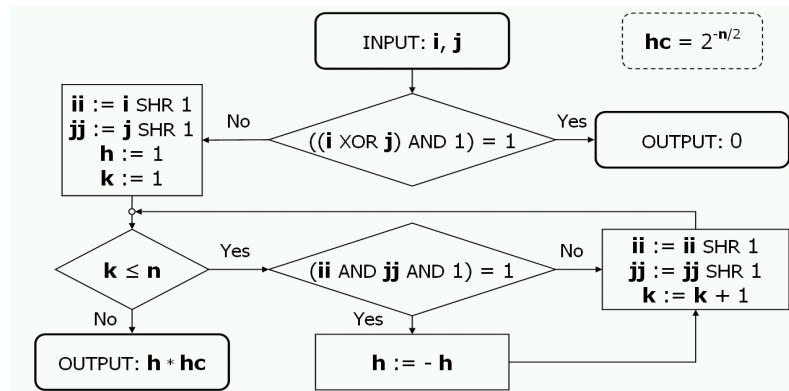 INPUT: i, j
hc = 2^-n/2
ii := i SHR 1
jj := j SHR 1
h := 1
k := 1
No
((i XOR j) AND 1) = 1
Yes
OUTPUT: 0
k ≤ n
Yes
(ii AND jj AND 1) = 1
No
ii := ii SHR 1
jj := jj SHR 1
k := k + 1
No
Yes
OUTPUT: h * hc
h := - h